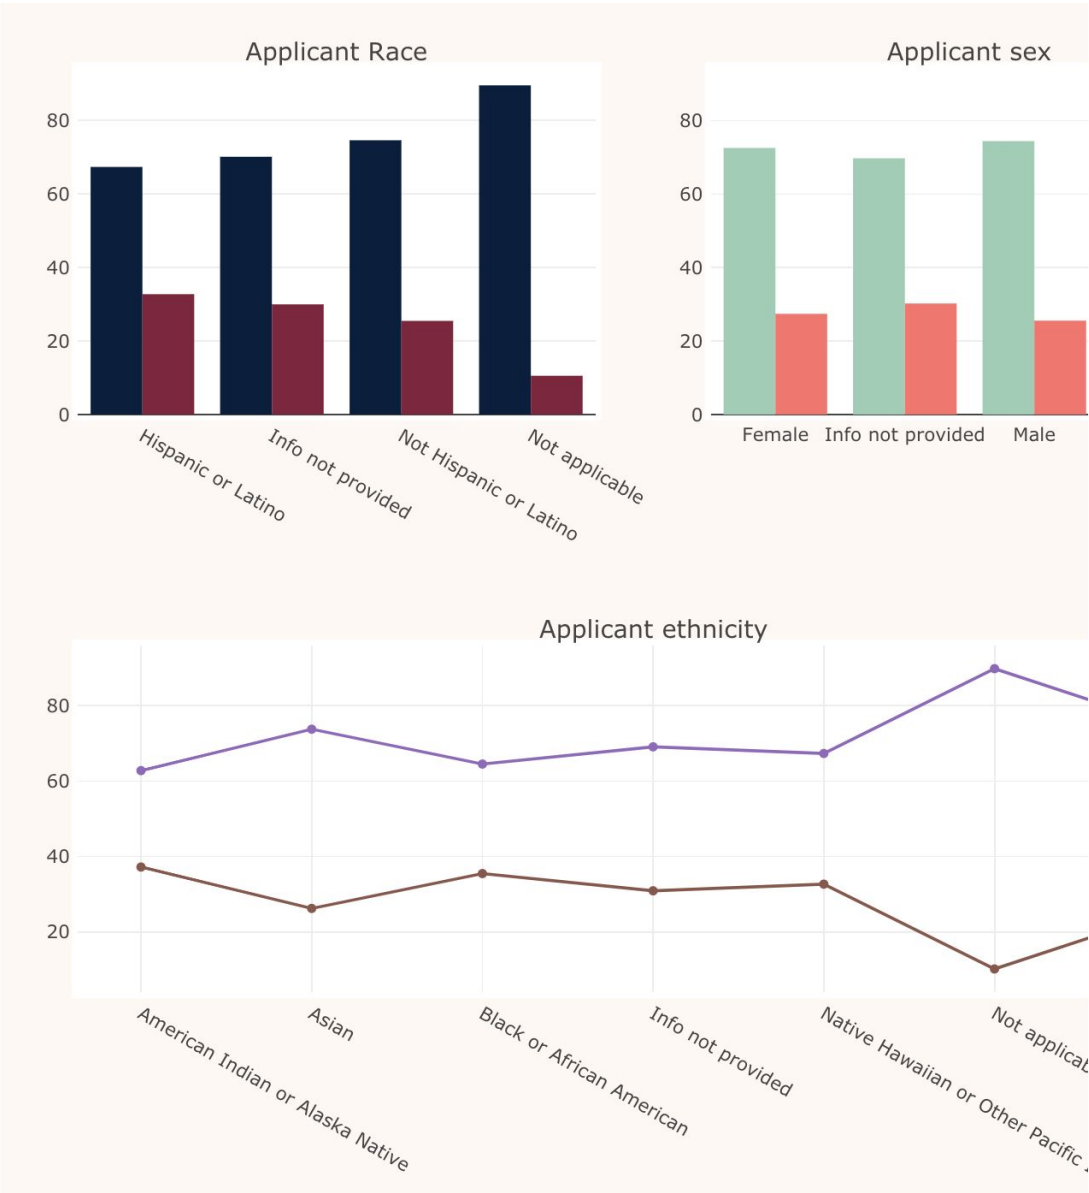 Applicant Race
80
60
40
20
0
Hispanic or Latino
Info not provided
Not Hispanic or Latino
Not applicable
Applicant sex
80
60
40
20
0
Female
Info not provided
Male
Applicant ethnicity
80
60
40
20
American Indian or Alaska Native
Asian
Black or African American
Info not provided
Native Hawaiian or Other Pacific
Not